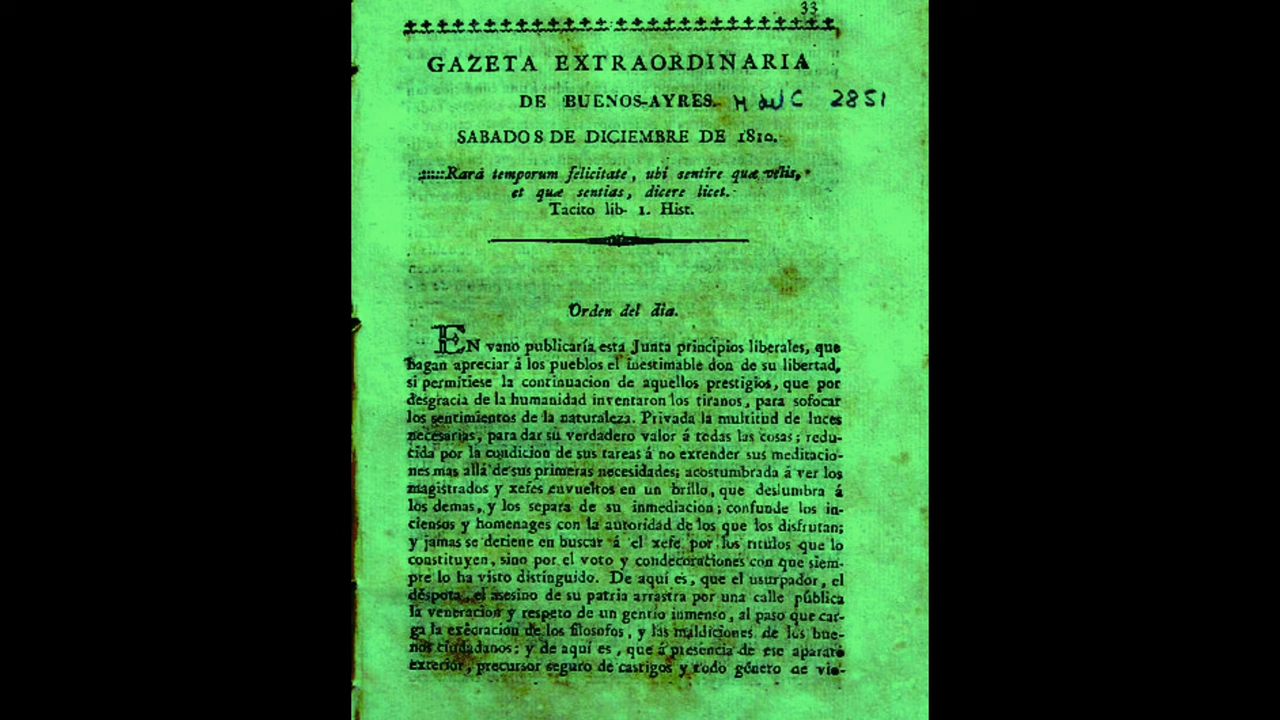 33
GAZETA EXTRAORDINARIA
DE BUENOS-AYRES. 2851
SABADO 8 DE DICIEMBRE DE 1810.
:::::Rara temporum felicitate, ubi sentire quæ velis,
et quæ sentias, dicere licet.
Tacito lib- 1. Hist.
Orden del dia.
EN vano publicaría esta Junta principios liberales, que
hagan apreciar á los pueblos el inestimable don de su libertad,
si permitiese la continuacion de aquellos prestigios, que por
desgracia de la humanidad inventaron los tiranos, para sofocar
los sentimientos de la naturaleza. Privada la multitud de luces
necesarias, para dar su verdadero valor á todas las cosas; redu-
cida por la condicion de sus tareas á no extender sus meditacio-
nes mas allá de sus primeras necesidades; acostumbrada á ver los
magistrados y xefes envueltos en un brillo, que deslumbra á
los demas, y los separa de su inmediacion; confunde los in-
ciensos y homenages con la autoridad de los que los disfrutan;
y jamas se detiene en buscar á el xefe por los titulos que lo
constituyen, sino por el voto y condecoraciones con que siem-
pre lo ha visto distinguido. De aquí es, que el usurpador, el
déspota, el asesino de su patria arrastra por una calle pública
la veneracion y respeto de un gentío inmenso, al paso que car-
ga la execracion de los filosofos, y las maldiciones de los bue-
nos ciudadanos; y de aquí es, que á presencia de ese aparato
exterior, precursor seguro de castigos y todo género de vio-